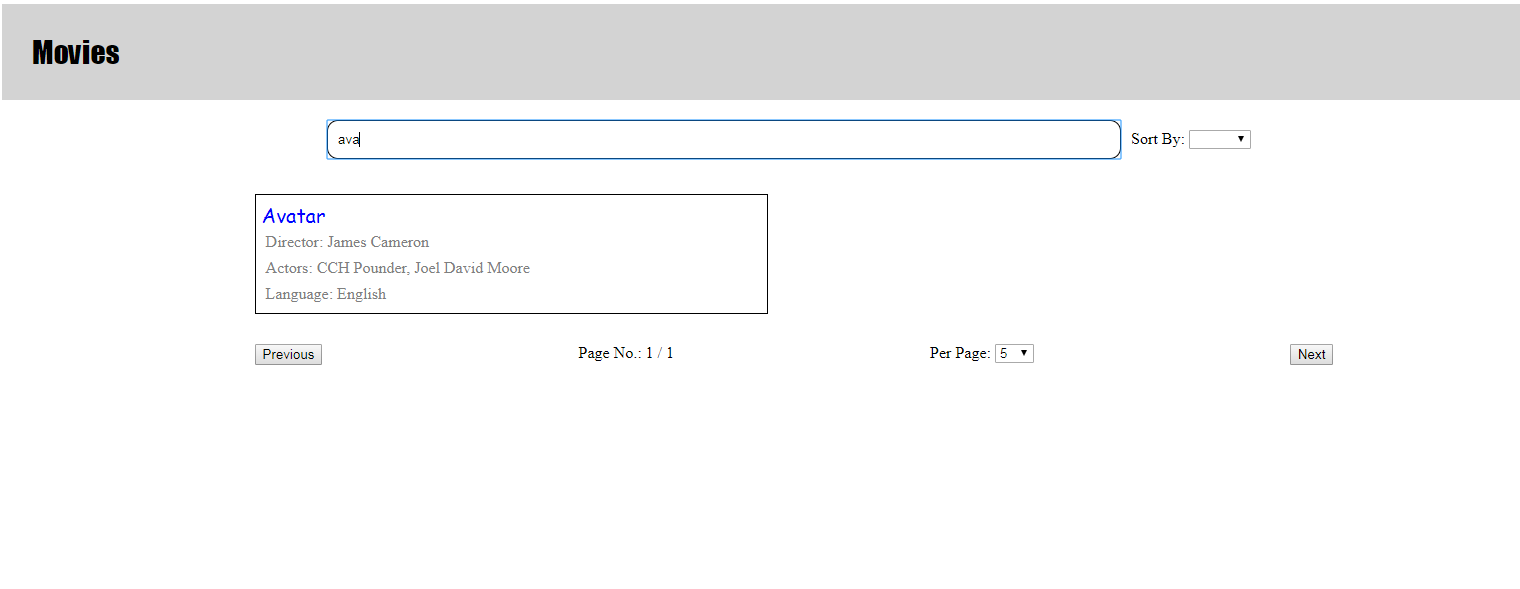 Movies
ava
Sort By:
Avatar
Director: James Cameron
Actors: CCH Pounder, Joel David Moore
Language: English
Previous Page No.: 1 / 1 Per Page: 5 Next